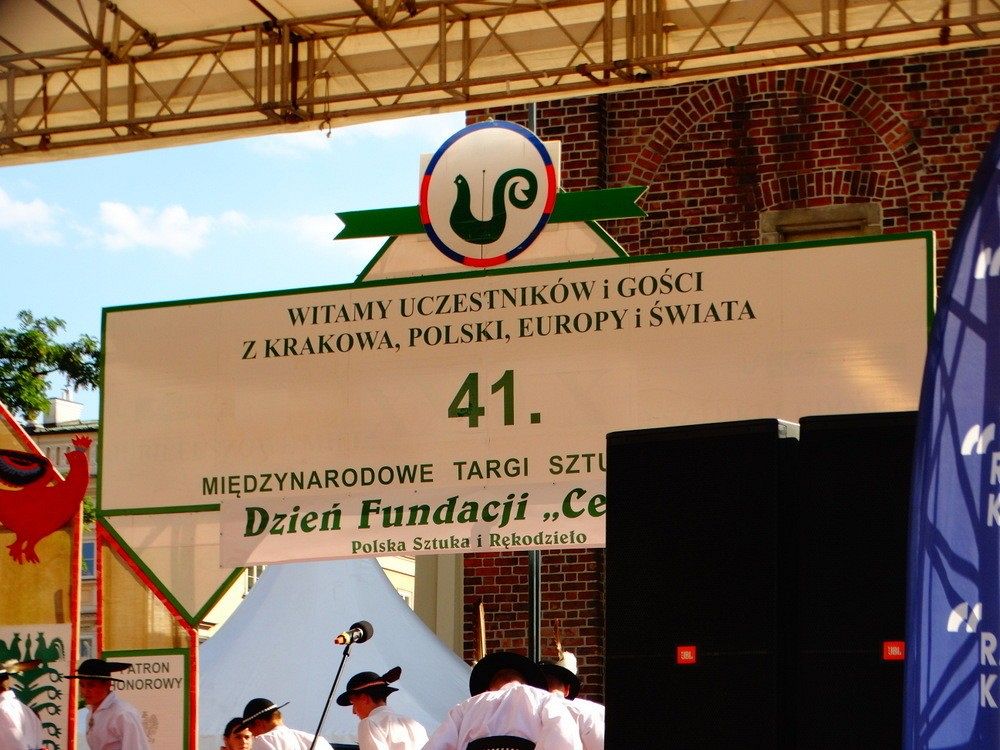 WITAMY UCZESTNIKÓW i GOŚCI
Z KRAKOWA, POLSKI, EUROPY i ŚWIATA
41.
MIĘDZYNARODOWE TARGI SZTU
Dzień Fundacji „Ce
Polska Sztuka i Rękodzieło
PATRON
HONOROWY
JBL
JBL
R
K
R
K